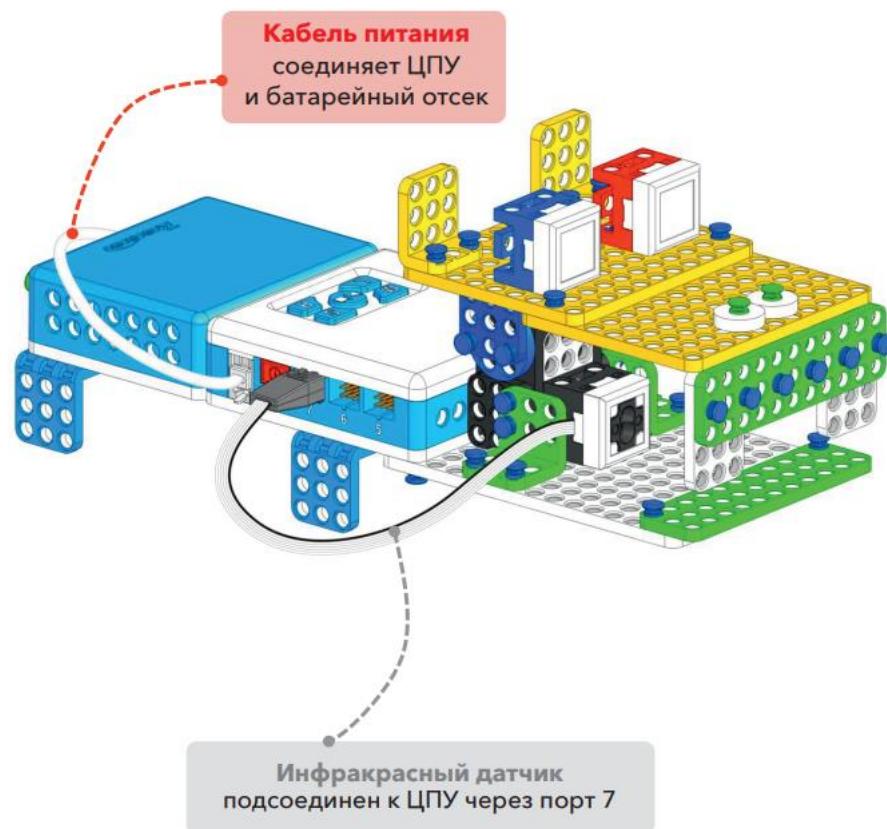 Кабель питания
соединяет ЦПУ
и батарейный отсек
7
6
5
Инфракрасный датчик
подсоединен к ЦПУ через порт 7